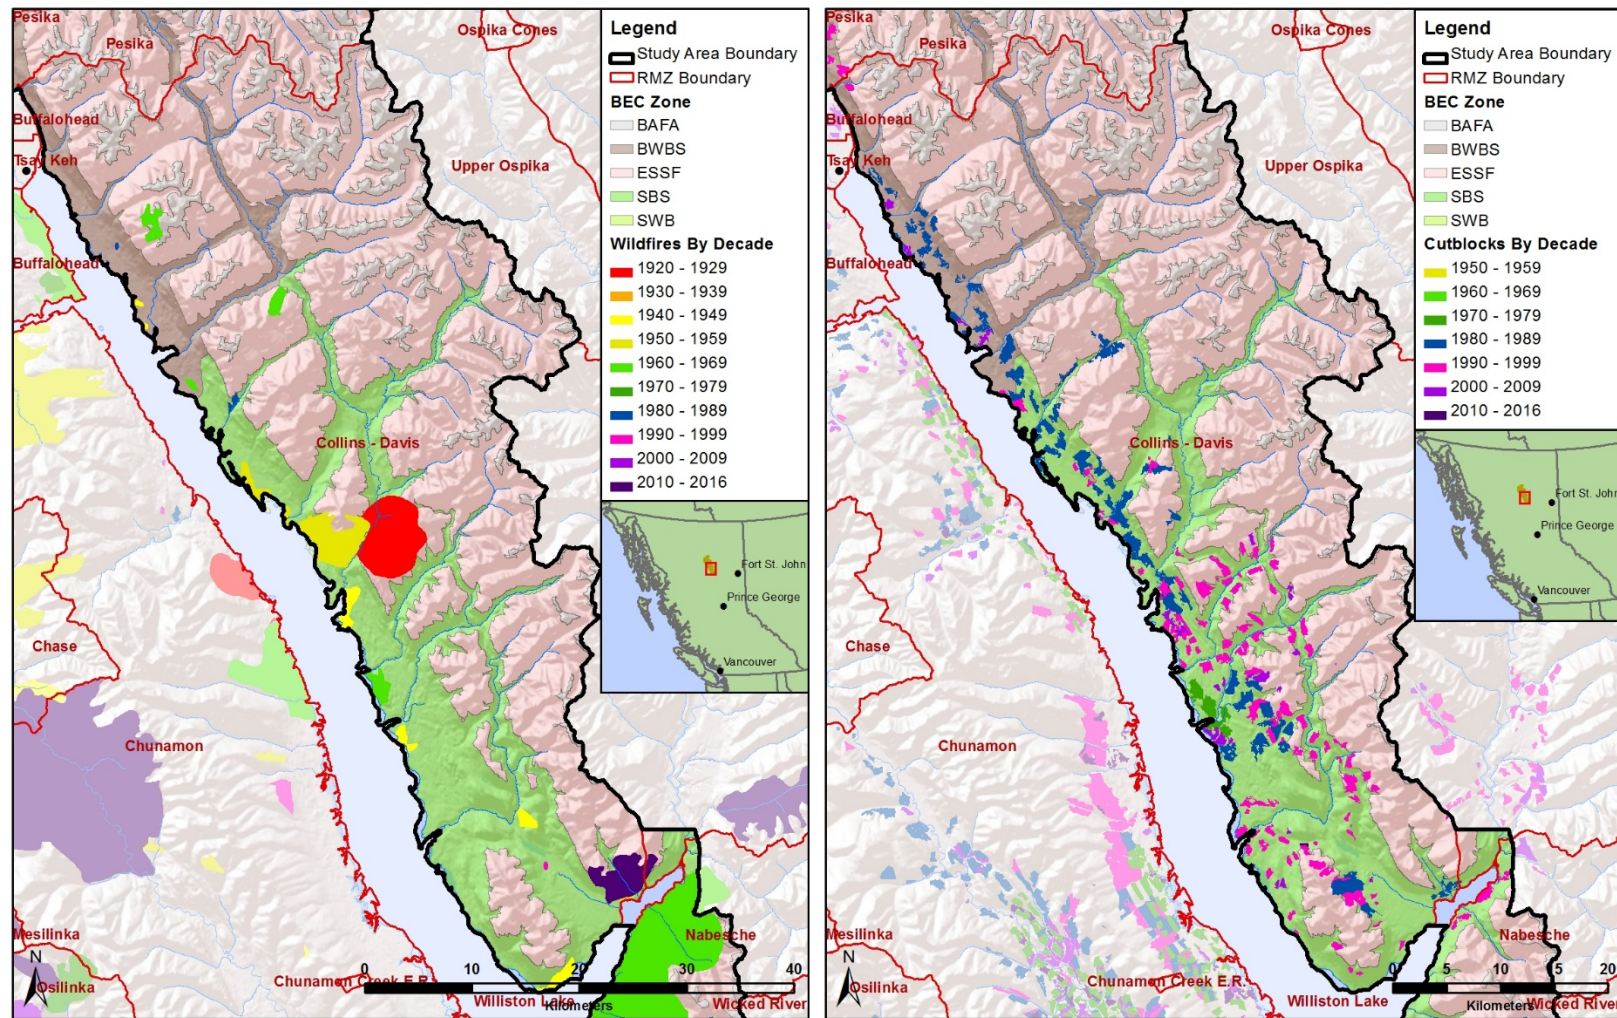 Pesika
Pesika
Ospika Cones
Buffalohead
Tsay Keh
Upper Ospika
Buffalohead
Collins - Davis
Chase
Chunamon
Mesilinka
Nabesche
Osilinka
Chunamon Creek E.R.
Williston Lake
Wicked River
N
0 10 20 30 40
Kilometers
Legend
Study Area Boundary
RMZ Boundary
BEC Zone
BAFA
BWBS
ESSF
SBS
SWB
Wildfires By Decade
1920 - 1929
1930 - 1939
1940 - 1949
1950 - 1959
1960 - 1969
1970 - 1979
1980 - 1989
1990 - 1999
2000 - 2009
2010 - 2016
Fort St. John
Prince George
Vancouver
Pesika
Pesika
Ospika Cones
Buffalohead
Tsay Keh
Upper Ospika
Buffalohead
Collins - Davis
Chase
Chunamon
Mesilinka
Nabesche
Osilinka
Chunamon Creek E.R.
Williston Lake
Wicked River
N
0 5 10 15 20
Kilometers
Legend
Study Area Boundary
RMZ Boundary
BEC Zone
BAFA
BWBS
ESSF
SBS
SWB
Cutblocks By Decade
1950 - 1959
1960 - 1969
1970 - 1979
1980 - 1989
1990 - 1999
2000 - 2009
2010 - 2016
Fort St. John
Prince George
Vancouver